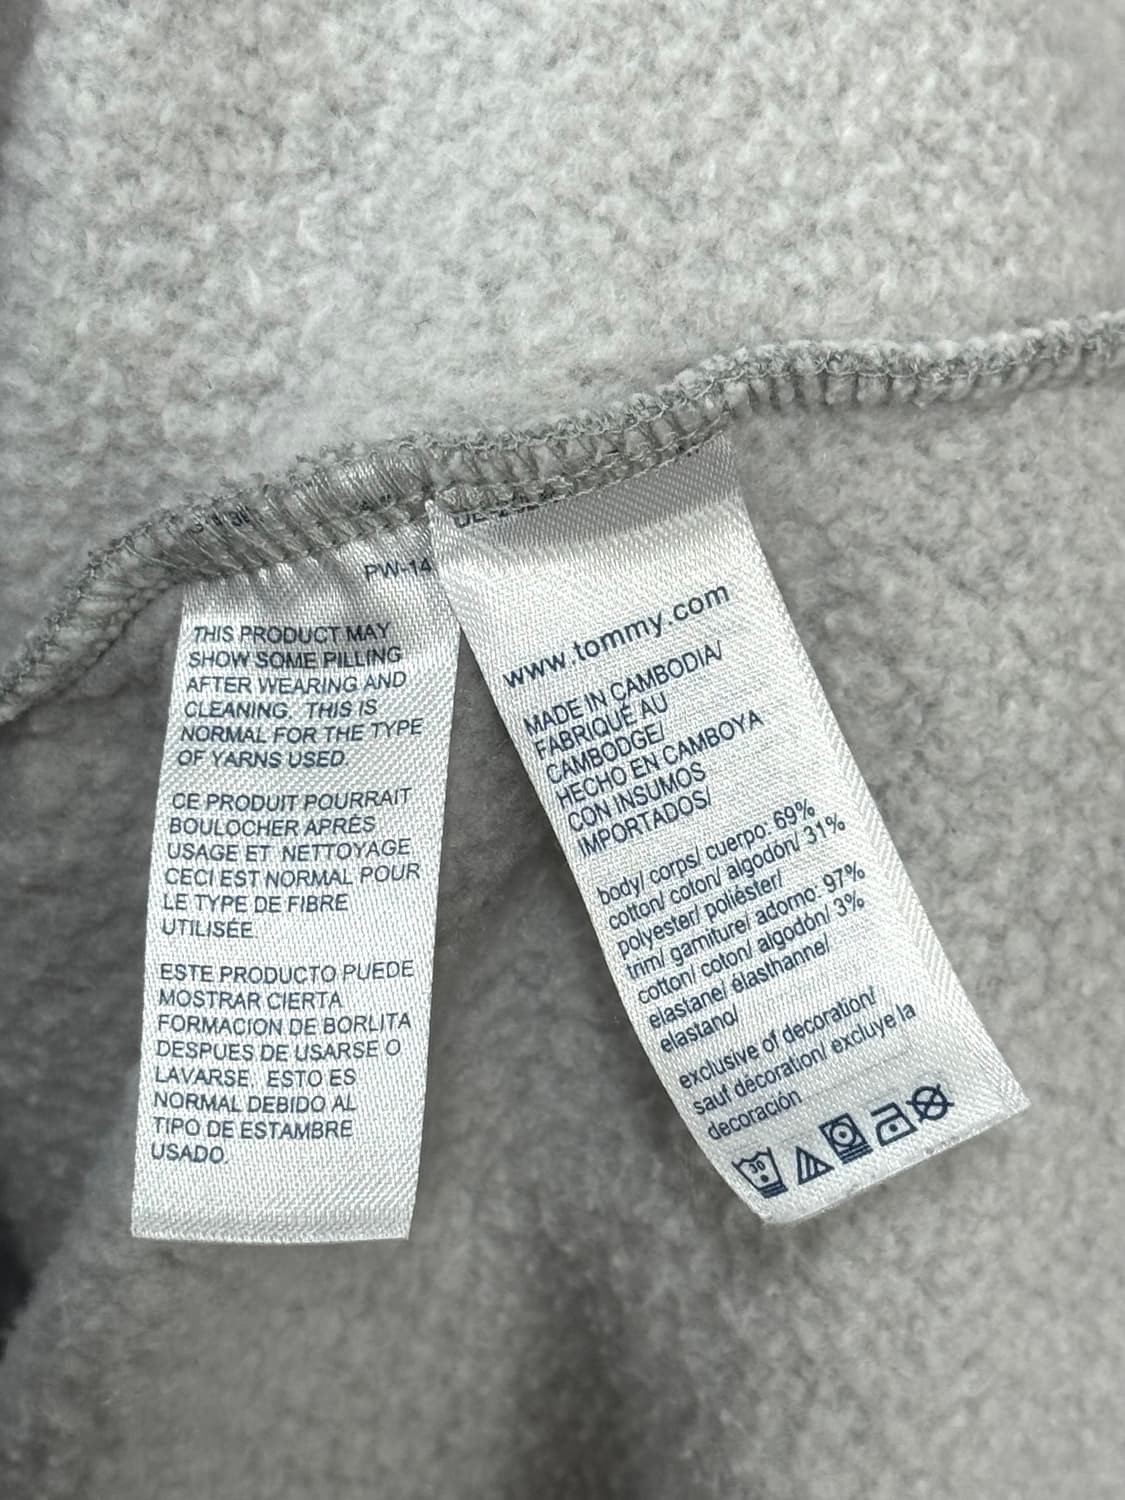 PW-14
THIS PRODUCT MAY
SHOW SOME PILLING
AFTER WEARING AND
CLEANING. THIS IS
NORMAL FOR THE TYPE
OF YARNS USED.
CE PRODUIT POURRAIT
BOULOCHER APRÉS
USAGE ET NETTOYAGE
CECI EST NORMAL POUR
LE TYPE DE FIBRE
UTILISÉE
ESTE PRODUCTO PUEDE
MOSTRAR CIERTA
FORMACION DE BORLITA
DESPUES DE USARSE O
LAVARSE. ESTO ES
NORMAL DEBIDO AL
TIPO DE ESTAMBRE
USADO.
www.tommy.com
MADE IN CAMBODIA/
FABRIQUÉ AU
CAMBODGE/
HECHO EN CAMBOYA
CON INSUMOS
IMPORTADOS/
body/ corps/ cuerpo: 69%
cotton/ coton/ algodón/ 31%
polyester/ poliéster/
trim/ garniture/ adorno: 97%
cotton/ coton/ algodón/ 3%
elastane/ élasthanne/
elastano/
exclusive of decoration/
sauf décoration/ excluye la
decoración
30